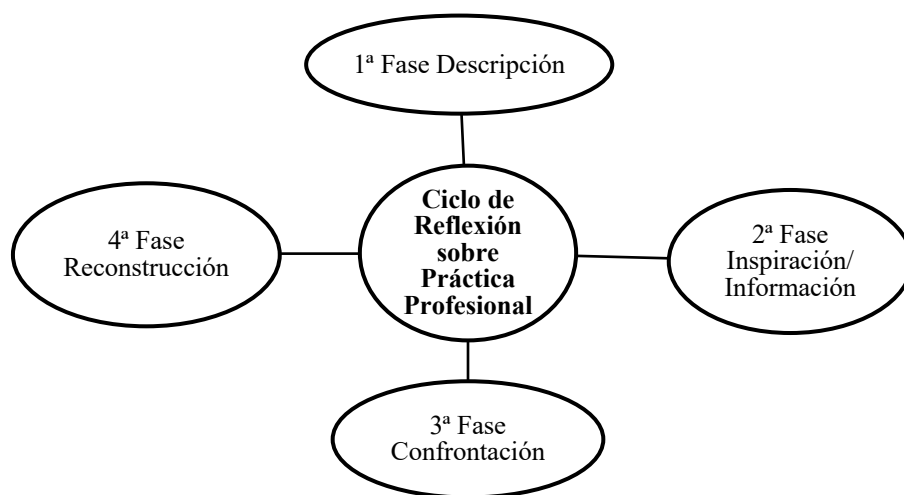 1ª Fase Descripción
Ciclo de
Reflexión
sobre
Práctica
Profesional
2ª Fase
Inspiración/
Información
3ª Fase
Confrontación
4ª Fase
Reconstrucción